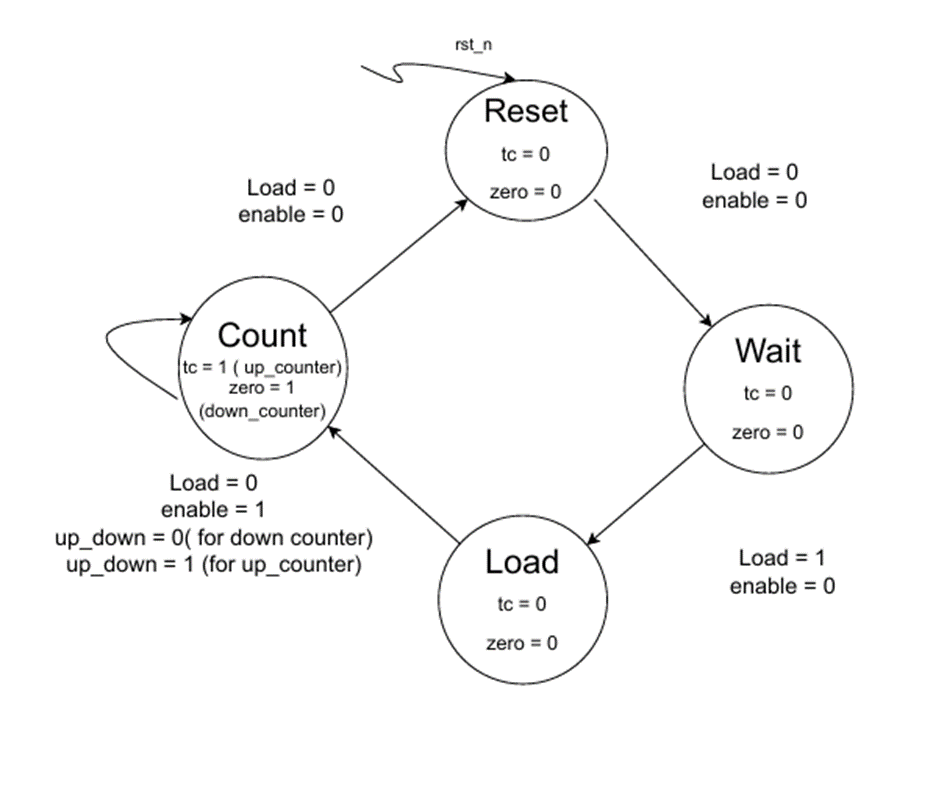 rst_n
Reset
tc = 0
zero = 0
Load = 0
enable = 0
Load = 0
enable = 0
Count
tc = 1 ( up_counter)
zero = 1
(down_counter)
Wait
tc = 0
zero = 0
Load = 0
enable = 1
up_down = 0( for down counter)
up_down = 1 (for up_counter)
Load
tc = 0
zero = 0
Load = 1
enable = 0